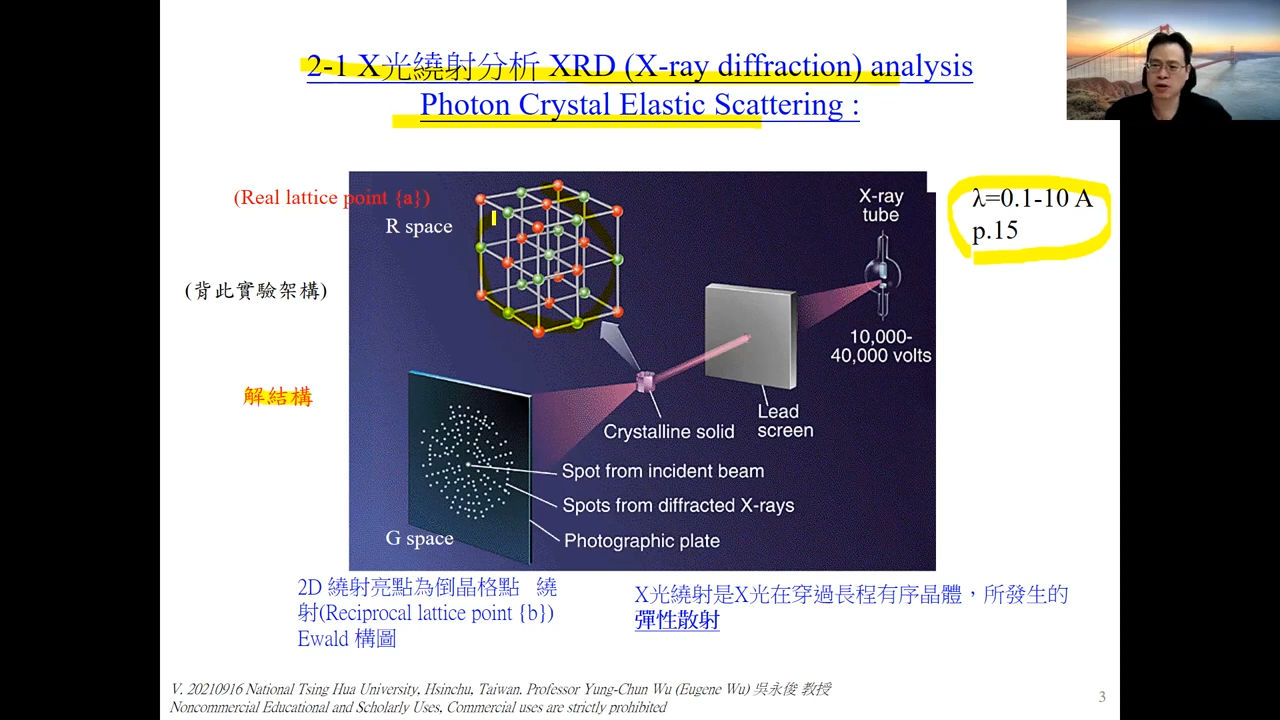 2-1 X光繞射分析 XRD (X-ray diffraction) analysis
Photon Crystal Elastic Scattering :
(Real lattice point {a})
R space
X-ray
tube
λ=0.1-10 A
p.15
(背此實驗架構)
10,000-
40,000 volts
解結構
Lead
screen
Crystalline solid
Spot from incident beam
Spots from diffracted X-rays
G space
Photographic plate
2D 繞射亮點為倒晶格點 繞
射(Reciprocal lattice point {b})
Ewald 構圖
X光繞射是X光在穿過長程有序晶體，所發生的
彈性散射
V. 20210916 National Tsing Hua University, Hsinchu, Taiwan. Professor Yung-Chun Wu (Eugene Wu) 吳永俊 教授
Noncommercial Educational and Scholarly Uses, Commercial uses are strictly prohibited
3